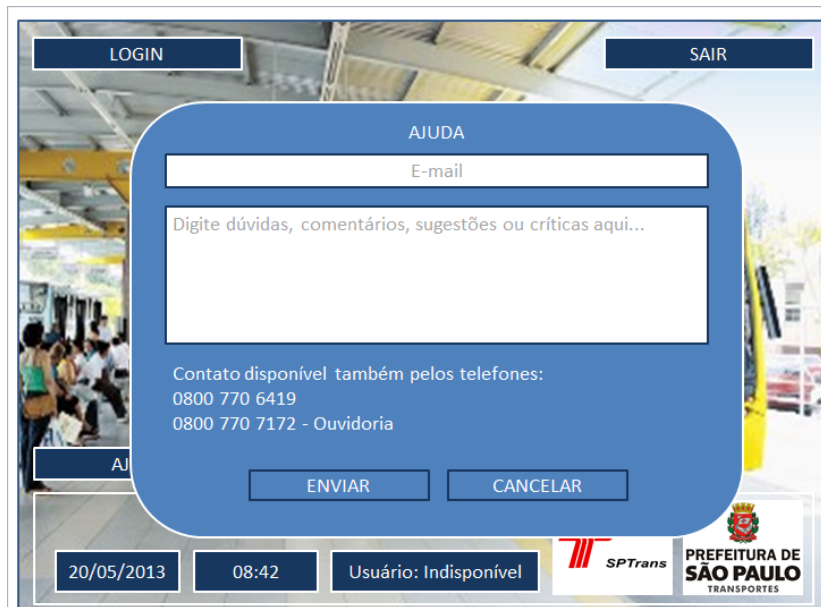 LOGIN
SAIR
AJUDA
E-mail
Digite dúvidas, comentários, sugestões ou críticas aqui...
Contato disponível também pelos telefones:
0800 770 6419
0800 770 7172 - Ouvidoria
AJ
ENVIAR
CANCELAR
20/05/2013
08:42
Usuário: Indisponível
SPTrans
PREFEITURA DE
SÃO PAULO
TRANSPORTES